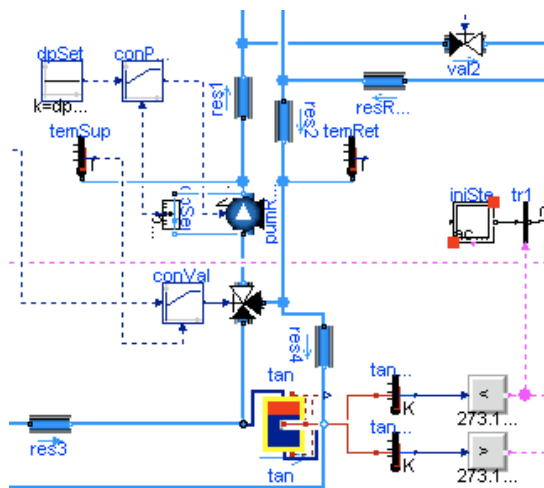 dpSet
conP...
k=dp...
res1
res2
val2
resR...
temSup
temRet
T
T
pumR...
iniSte...
tr1
conVal
res4
tan
tan
tan...
K
<
273.1...
tan...
K
>
273.1...
res3